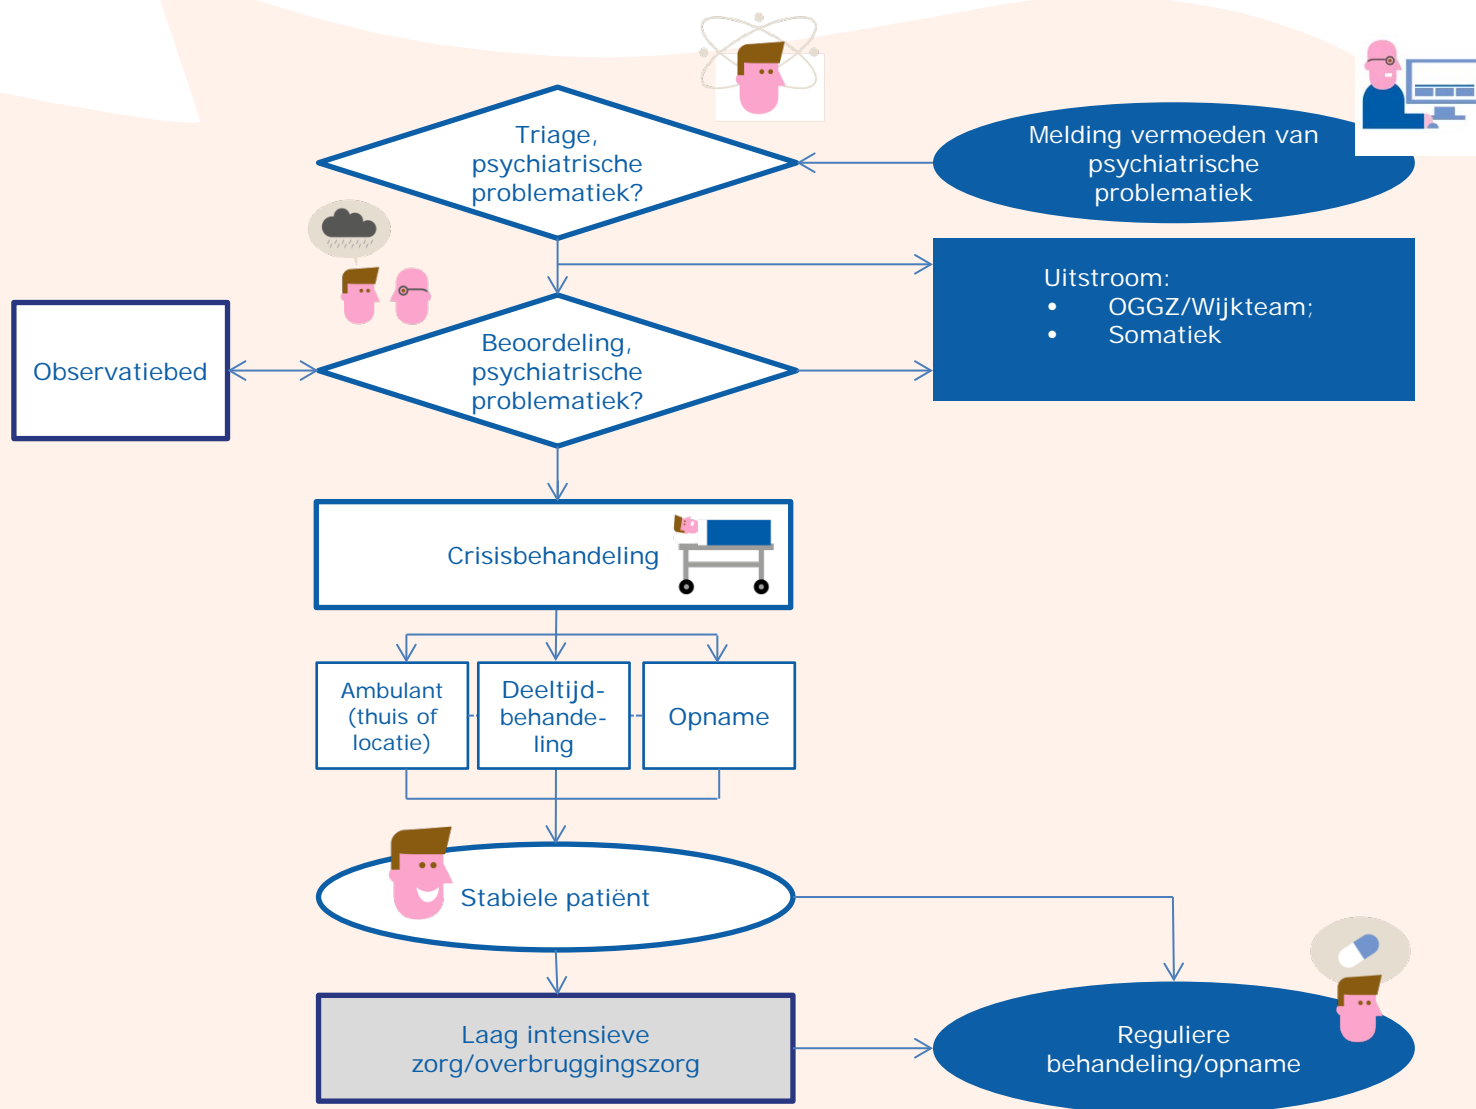 Triage,
psychiatrische
problematiek?
Melding vermoeden van
psychiatrische
problematiek
Uitstroom:
• OGGZ/Wijkteam;
• Somatiek
Observatiebed
Beoordeling,
psychiatrische
problematiek?
Crisisbehandeling
Ambulant
(thuis of
locatie)
Deeltijd-
behande-
ling
Opname
Stabiele patiënt
Laag intensieve
zorg/overbruggingszorg
Reguliere
behandeling/opname